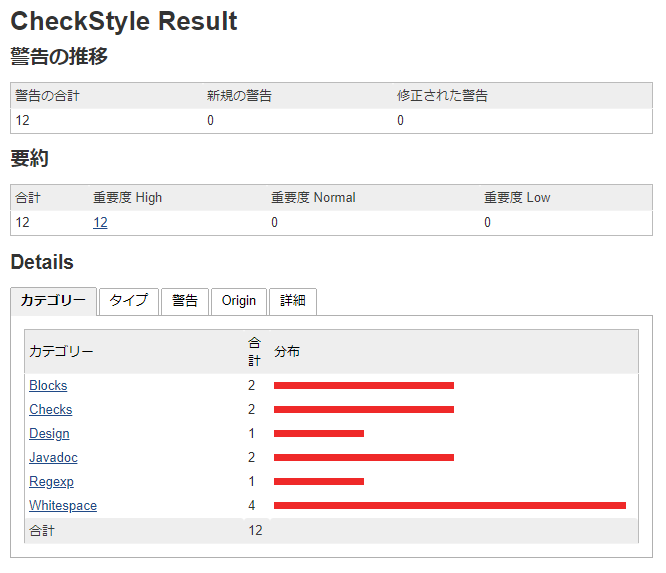 CheckStyle Result
警告の推移
警告の合計 新規の警告 修正された警告
12 0 0
要約
合計 重要度 High 重要度 Normal 重要度 Low
12 12 0 0
Details
カテゴリー タイプ 警告 Origin 詳細
カテゴリー 合計 分布
Blocks 2
Checks 2
Design 1
Javadoc 2
Regexp 1
Whitespace 4
合計 12